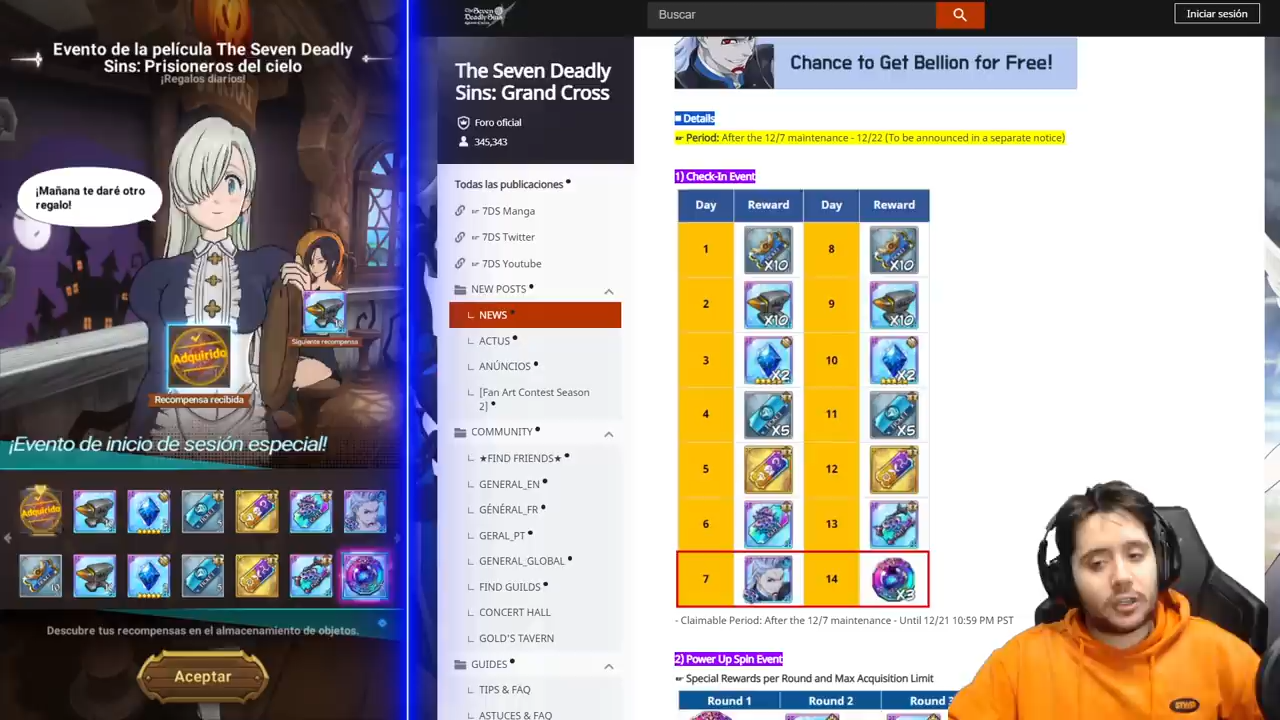 Evento de la película The Seven Deadly
Sins: Prisioneros del cielo
¡Regalos diarios!
¡Mañana te daré otro
regalo!
Adquirido
Siguiente recompensa
Recompensa recibida
¡Evento de inicio de sesión especial!
Adquirido
Descubre tus recompensas en el almacenamiento de objetos.
Aceptar
The Seven
Deadly Sins
Buscar
Iniciar sesión
The Seven Deadly
Sins: Grand Cross
Foro oficial
345,343
Todas las publicaciones
7DS Manga
7DS Twitter
7DS Youtube
NEW POSTS
NEWS
ACTUS
ANÚNCIOS
[Fan Art Contest Season
2]
COMMUNITY
★FIND FRIENDS★
GENERAL_EN
GÉNÉRAL_FR
GERAL_PT
GENERAL_GLOBAL
FIND GUILDS
CONCERT HALL
GOLD'S TAVERN
GUIDES
TIPS & FAQ
ASTUCES & FAQ
Chance to Get Bellion for Free!
■ Details
☛ Period: After the 12/7 maintenance - 12/22 (To be announced in a separate notice)
1) Check-In Event
Day Reward Day Reward
1 X10 8 X10
2 X10 9 X10
3 X2 10 X2
4 X5 11 X5
5 12
6 13
7 14 X3
- Claimable Period: After the 12/7 maintenance - Until 12/21 10:59 PM PST
2) Power Up Spin Event
☛ Special Rewards per Round and Max Acquisition Limit
Round 1 Round 2 Round 3